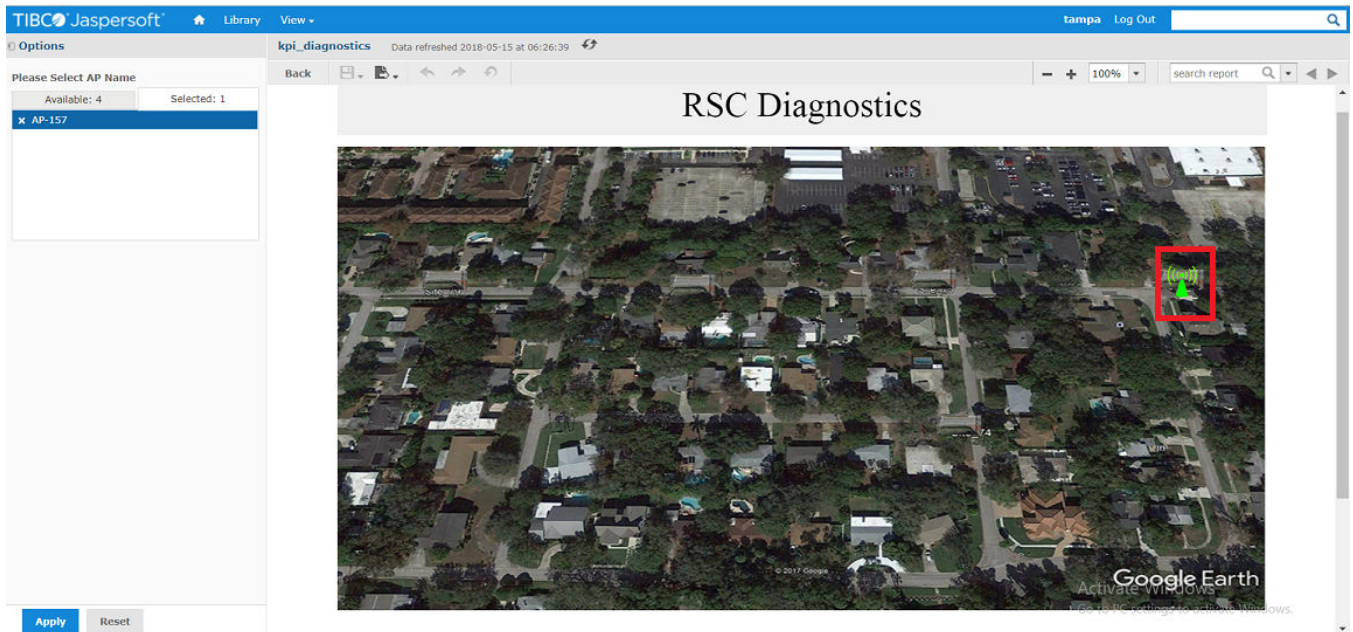 TIBCO Jaspersoft Library View tampa Log Out
Options
kpi_diagnostics Data refreshed 2018-05-15 at 06:26:39
Please Select AP Name
Back 100% search report
Available: 4 Selected: 1
x AP-157
RSC Diagnostics
© 2017 Google
Google Earth
Activate Windows
Go to PC settings to activate Windows.
Apply Reset